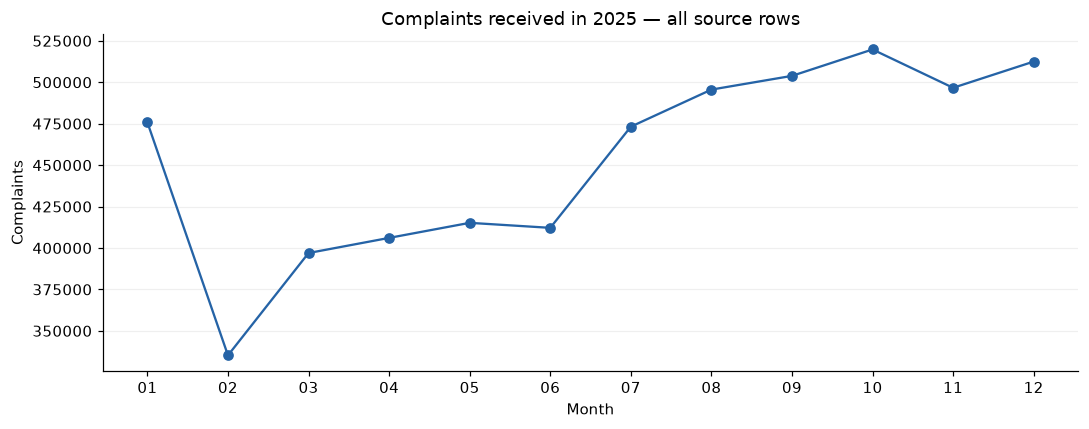 Complaints received in 2025 — all source rows
525000
500000
475000
450000
425000
400000
375000
350000
Complaints
01 02 03 04 05 06 07 08 09 10 11 12
Month